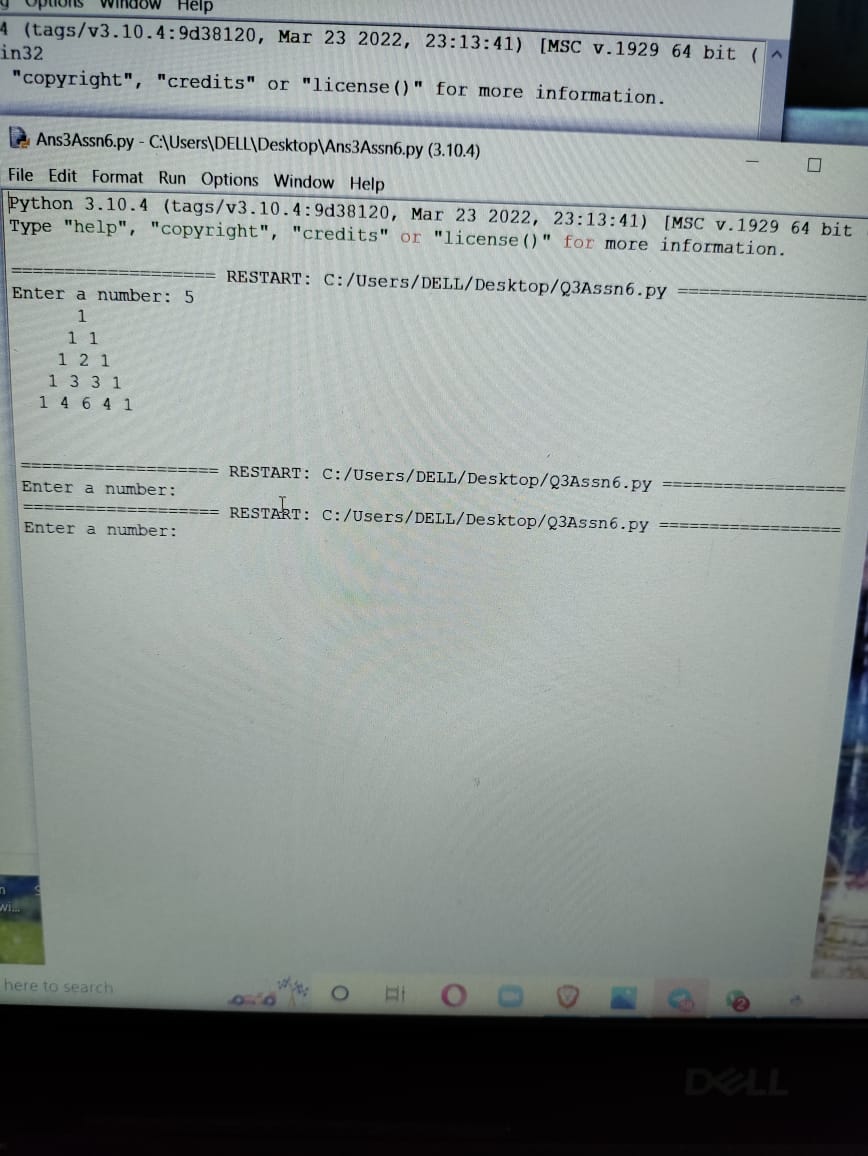 Options Window Help
4 (tags/v3.10.4:9d38120, Mar 23 2022, 23:13:41) [MSC v.1929 64 bit (
in32
"copyright", "credits" or "license()" for more information.
Ans3Assn6.py - C:\Users\DELL\Desktop\Ans3Assn6.py (3.10.4)
File Edit Format Run Options Window Help
Python 3.10.4 (tags/v3.10.4:9d38120, Mar 23 2022, 23:13:41) [MSC v.1929 64 bit
Type "help", "copyright", "credits" or "license()" for more information.
=================== RESTART: C:/Users/DELL/Desktop/Q3Assn6.py ==================
Enter a number: 5
1
1 1
1 2 1
1 3 3 1
1 4 6 4 1
=================== RESTART: C:/Users/DELL/Desktop/Q3Assn6.py ==================
Enter a number:
=================== RESTART: C:/Users/DELL/Desktop/Q3Assn6.py ==================
Enter a number:
wi...
here to search
2
DELL